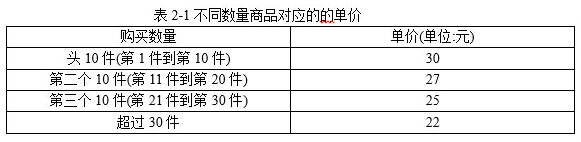 表 2-1 不同数量商品对应的的单价
购买数量 单价(单位:元)
头 10 件(第 1 件到第 10 件) 30
第二个 10 件(第 11 件到第 20 件) 27
第三个 10 件(第 21 件到第 30 件) 25
超过 30 件 22